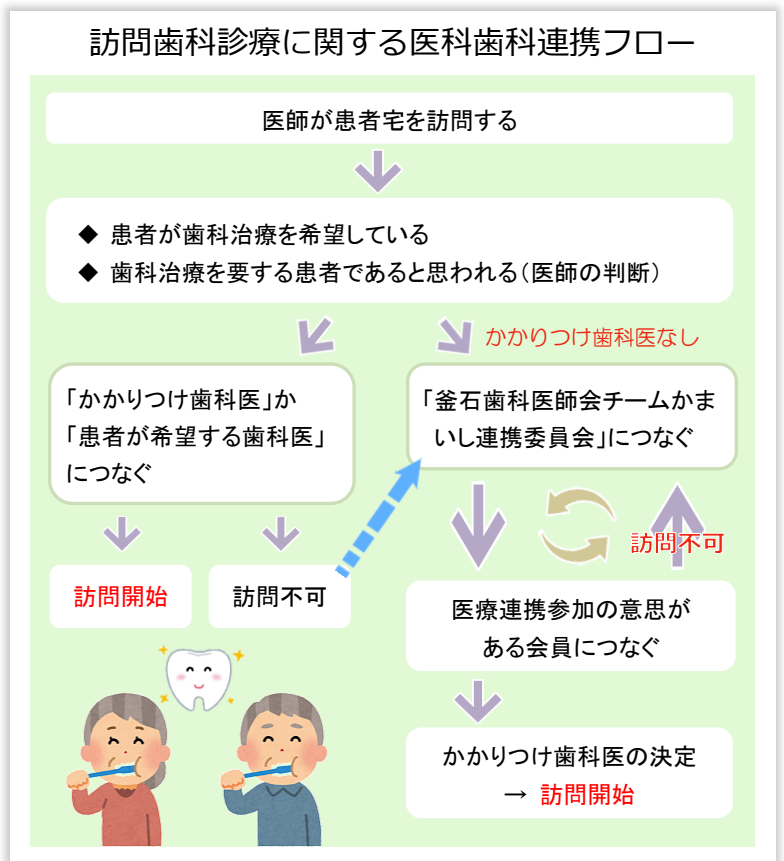 訪問歯科診療に関する医科歯科連携フロー
医師が患者宅を訪問する
◆ 患者が歯科治療を希望している
◆ 歯科治療を要する患者であると思われる（医師の判断）
かかりつけ歯科医なし
「かかりつけ歯科医」か
「患者が希望する歯科医」
につなぐ
「釜石歯科医師会チームかま
いし連携委員会」につなぐ
訪問開始
訪問不可
訪問不可
医療連携参加の意思が
ある会員につなぐ
かかりつけ歯科医の決定
→ 訪問開始